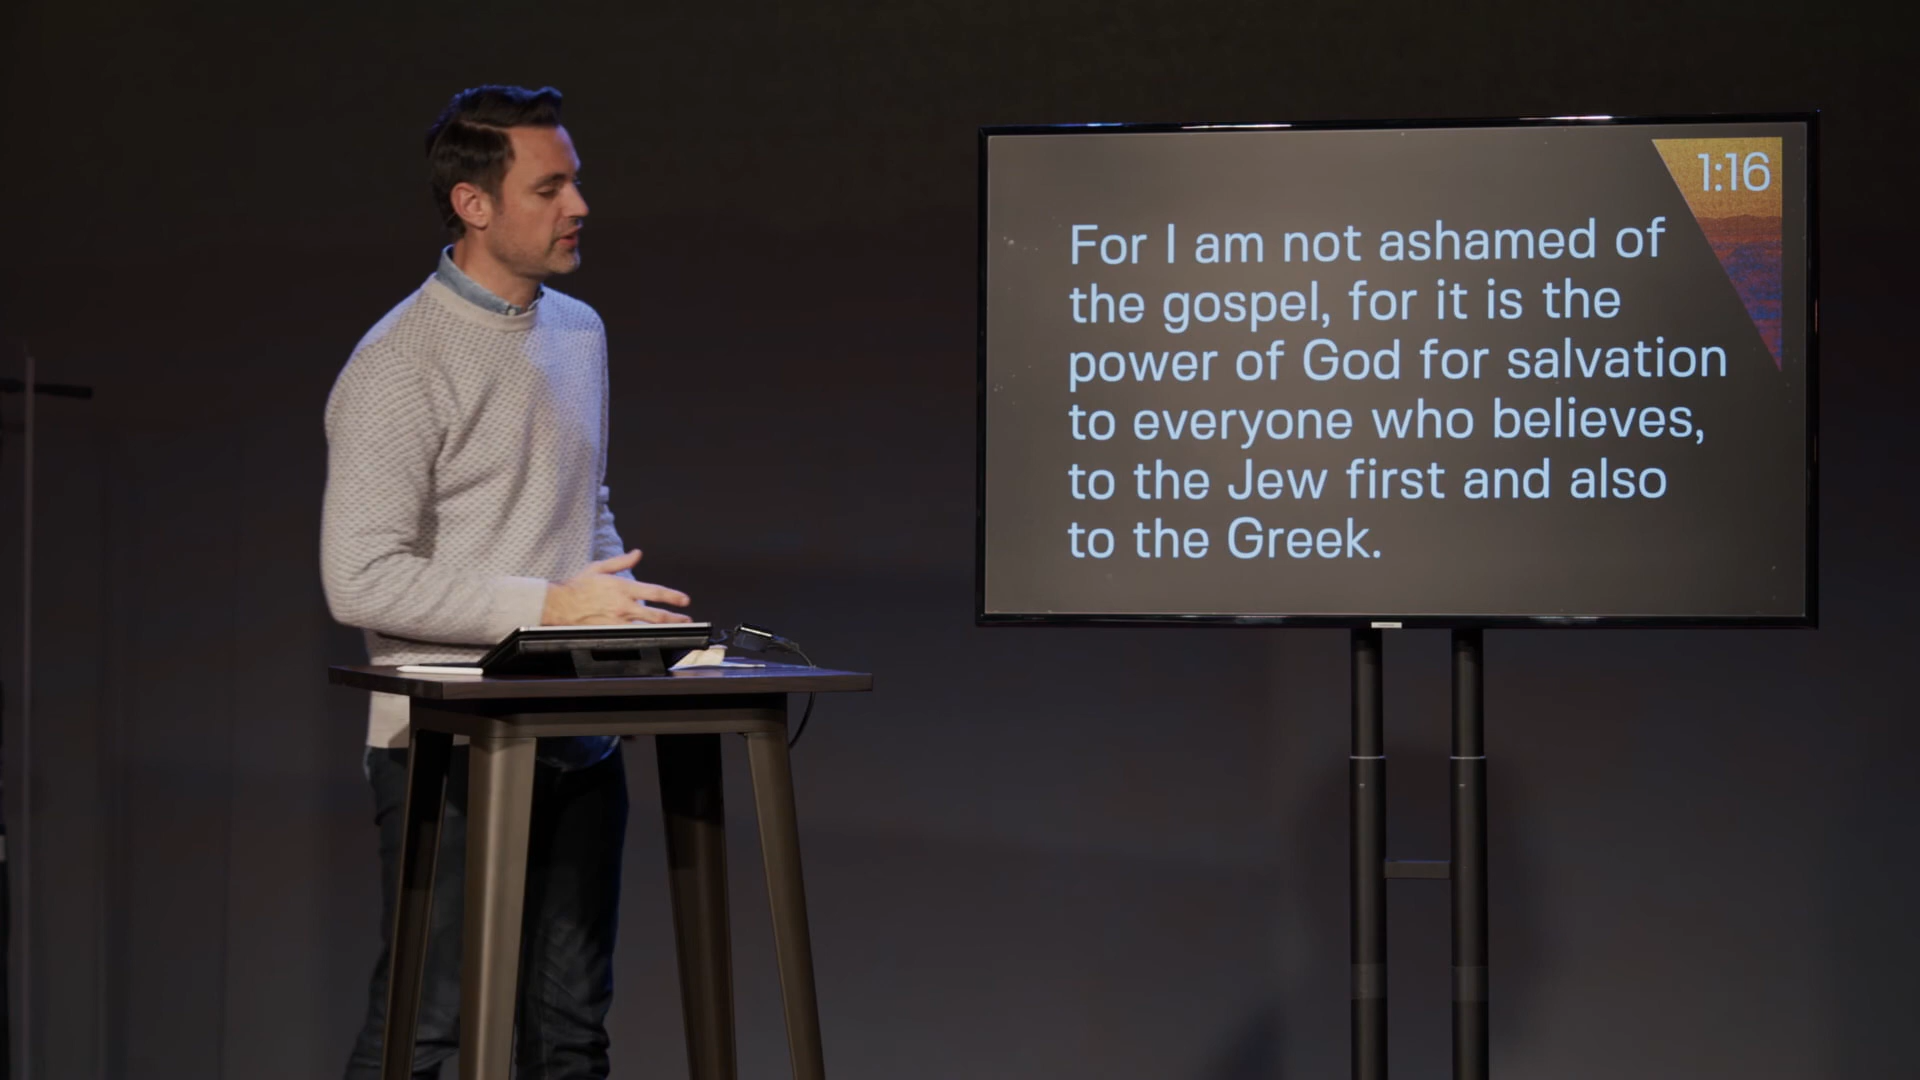 1:16
For I am not ashamed of
the gospel, for it is the
power of God for salvation
to everyone who believes,
to the Jew first and also
to the Greek.